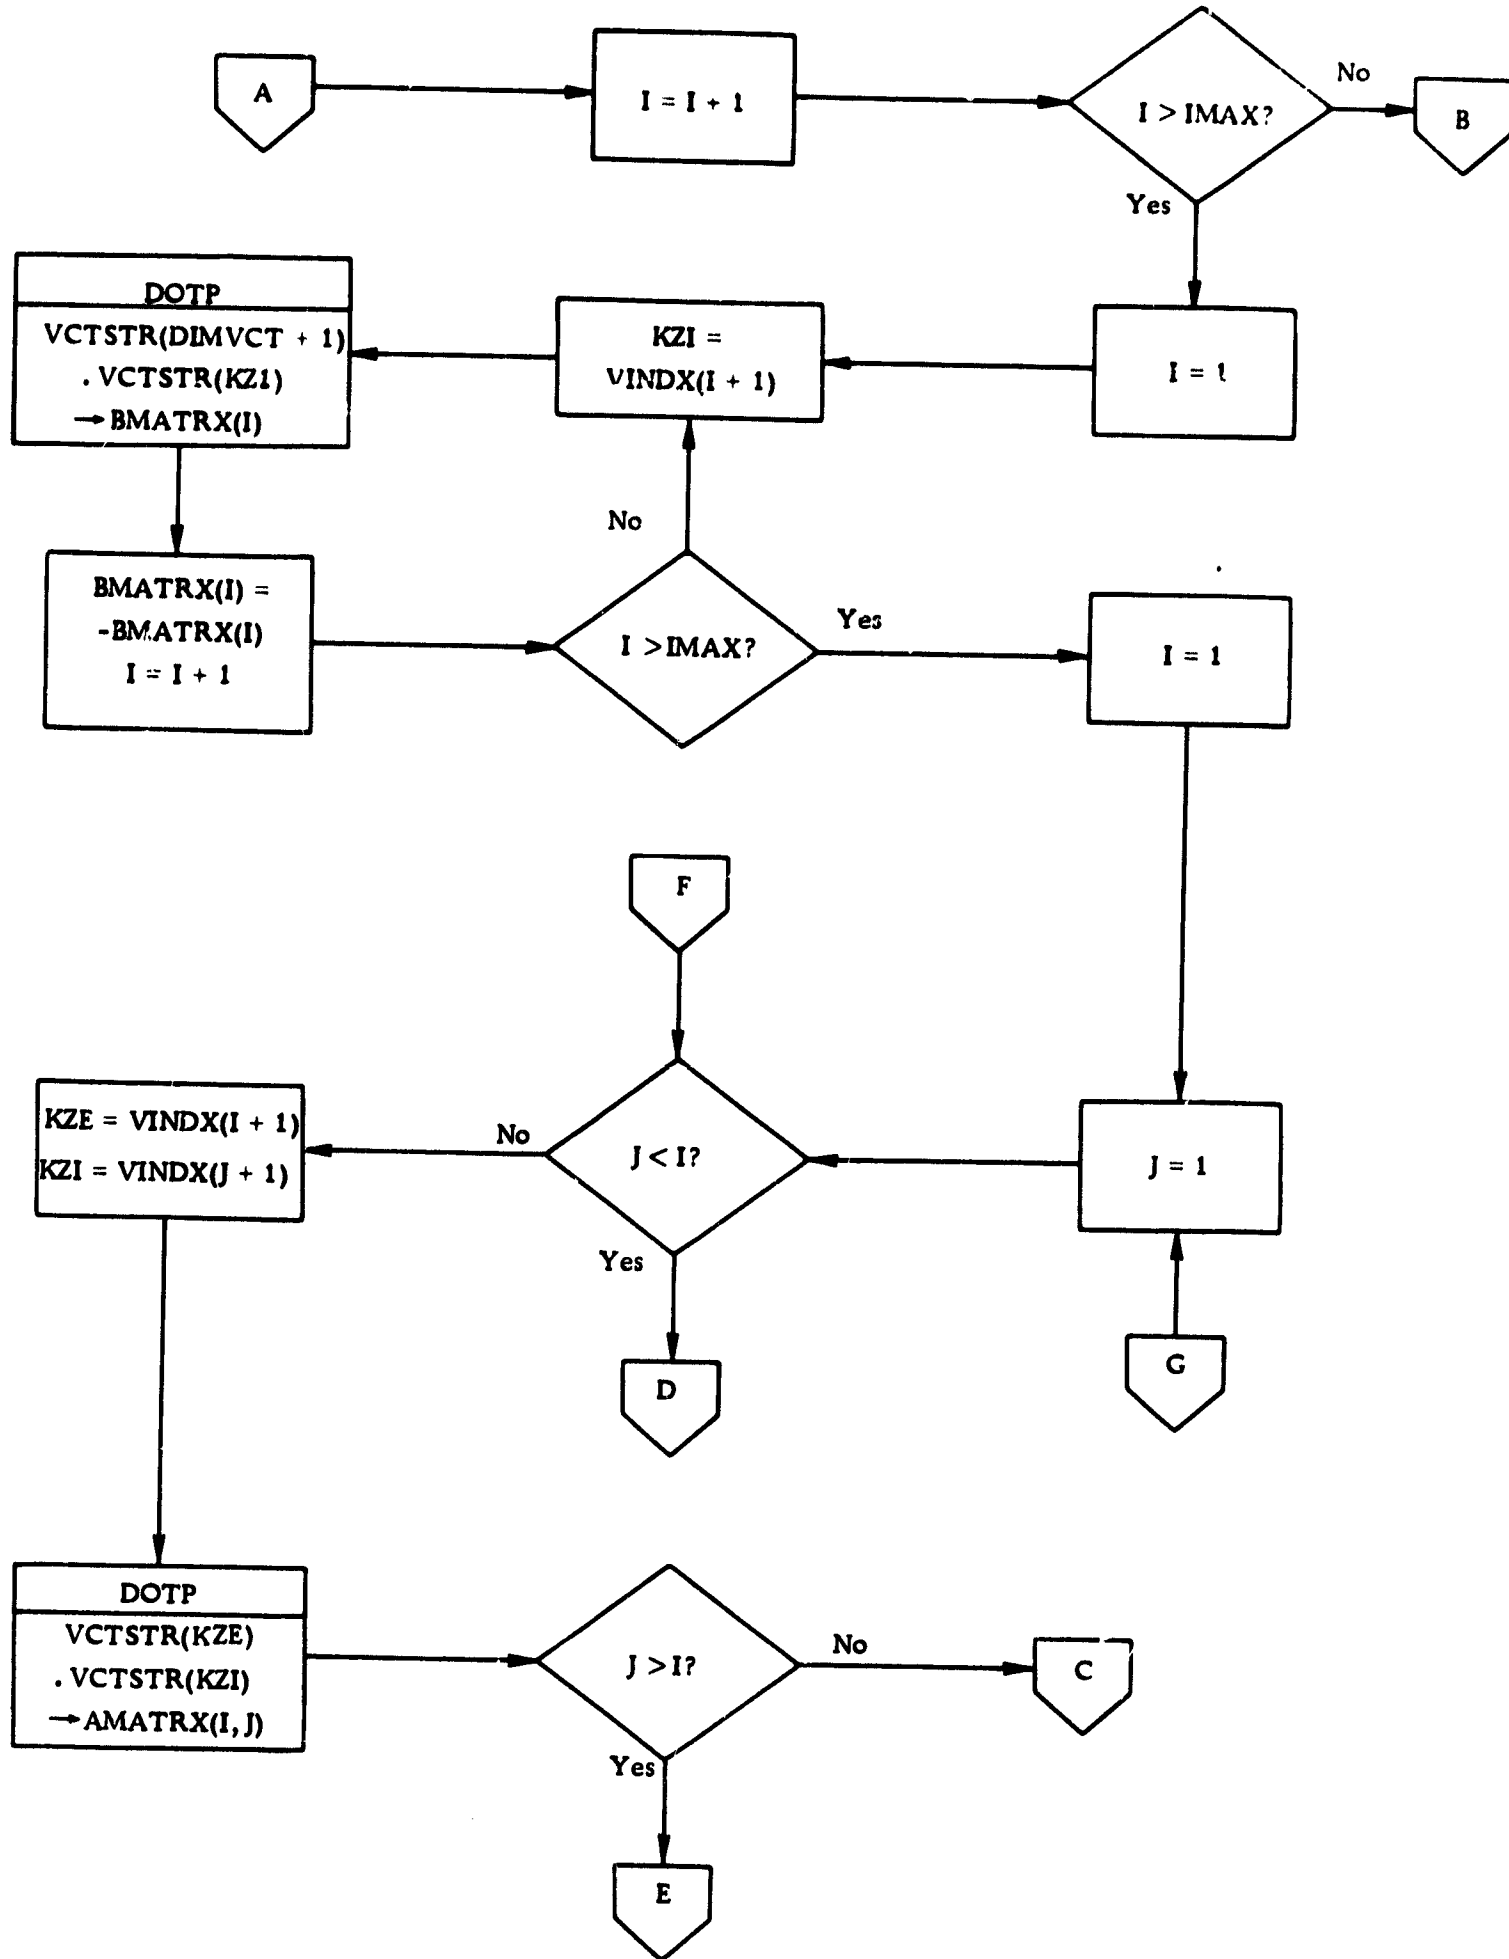 A
I = I + 1
I > IMAX?
No
B
Yes
DOTP
VCTSTR(DIMVCT + 1)
. VCTSTR(KZ1)
→ BMATRX(I)
KZI =
VINDX(I + 1)
I = 1
No
BMATRX(I) =
-BMATRX(I)
I = I + 1
I > IMAX?
Yes
I = 1
F
KZE = VINDX(I + 1)
KZI = VINDX(J + 1)
No
J < I?
J = 1
Yes
D
G
DOTP
VCTSTR(KZE)
. VCTSTR(KZI)
→ AMATRX(I, J)
J > I?
No
C
Yes
E